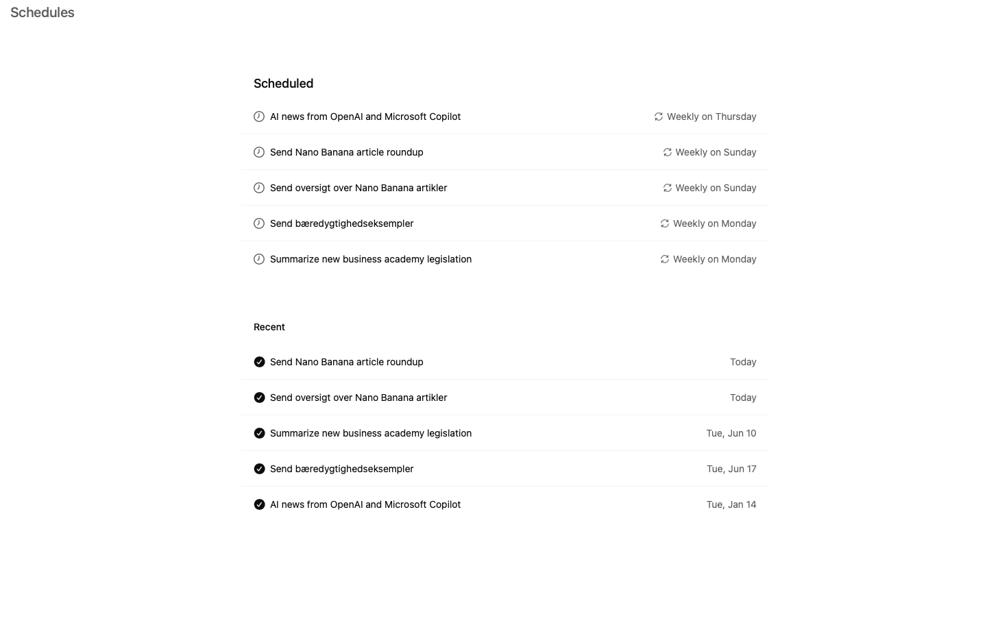 Schedules
Scheduled
AI news from OpenAI and Microsoft Copilot Weekly on Thursday
Send Nano Banana article roundup Weekly on Sunday
Send oversigt over Nano Banana artikler Weekly on Sunday
Send bæredygtighedseksempler Weekly on Monday
Summarize new business academy legislation Weekly on Monday
Recent
Send Nano Banana article roundup Today
Send oversigt over Nano Banana artikler Today
Summarize new business academy legislation Tue, Jun 10
Send bæredygtighedseksempler Tue, Jun 17
AI news from OpenAI and Microsoft Copilot Tue, Jan 14